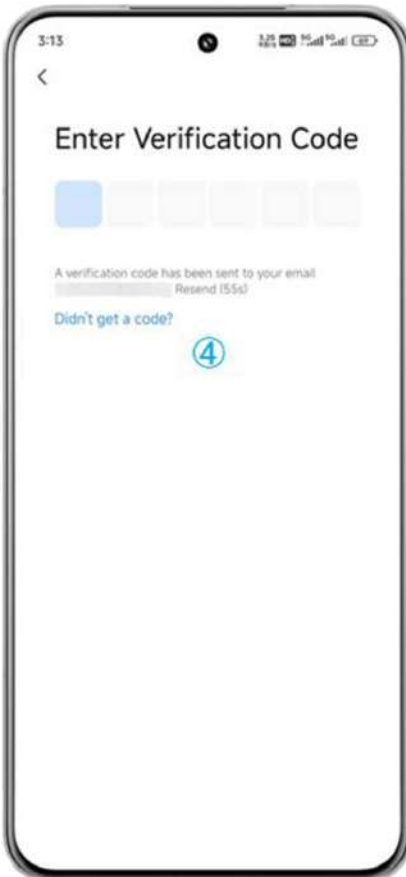 3:13
Enter Verification Code
A verification code has been sent to your email
Resend (55s)
Didn't get a code?
④